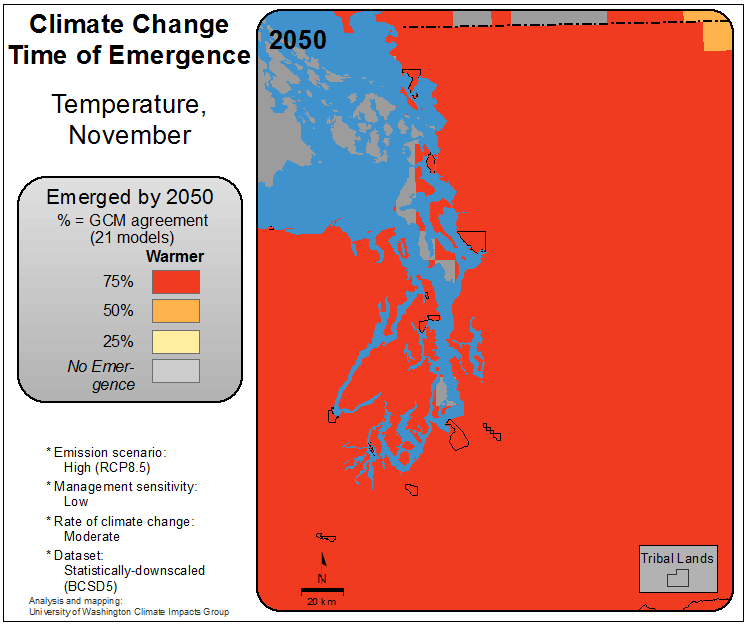 Climate Change
Time of Emergence
Temperature,
November
Emerged by 2050
% = GCM agreement
(21 models)
Warmer
75%
50%
25%
No Emer-
gence
* Emission scenario:
High (RCP8.5)
* Management sensitivity:
Low
* Rate of climate change:
Moderate
* Dataset:
Statistically-downscaled
(BCSD5)
Analysis and mapping:
University of Washington Climate Impacts Group
2050
N
20 km
Tribal Lands